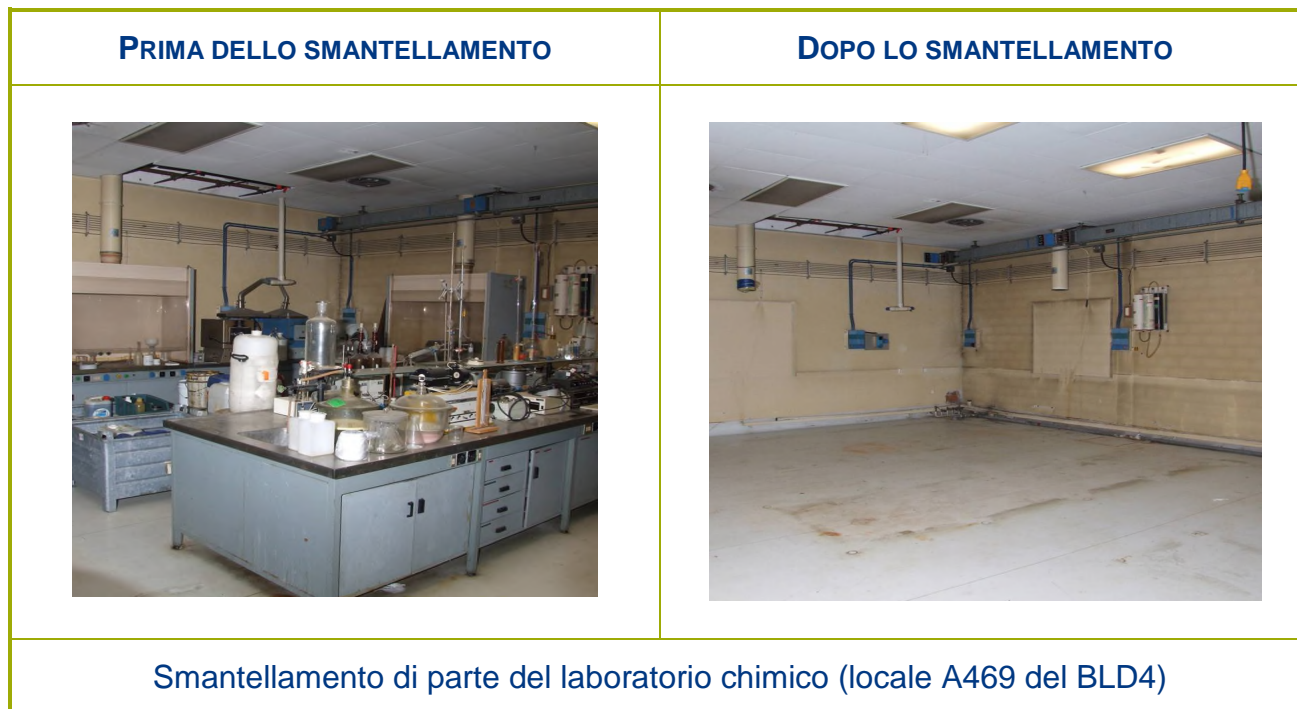 PRIMA DELLO SMANTELLAMENTO
DOPO LO SMANTELLAMENTO
Smantellamento di parte del laboratorio chimico (locale A469 del BLD4)